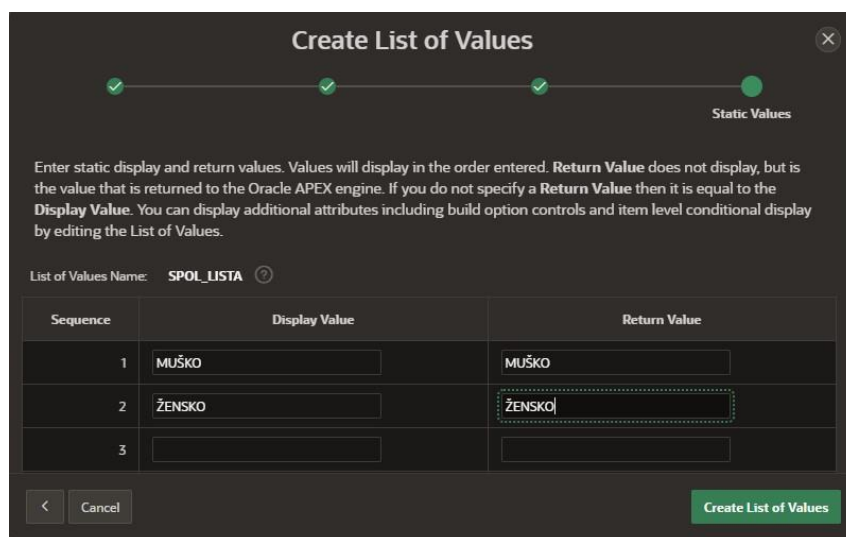 Create List of Values
Static Values
Enter static display and return values. Values will display in the order entered. Return Value does not display, but is
the value that is returned to the Oracle APEX engine. If you do not specify a Return Value then it is equal to the
Display Value. You can display additional attributes including build option controls and item level conditional display
by editing the List of Values.
List of Values Name: SPOL_LISTA ?
Sequence Display Value Return Value
1 MUŠKO MUŠKO
2 ŽENSKO ŽENSKO
3
< Cancel Create List of Values